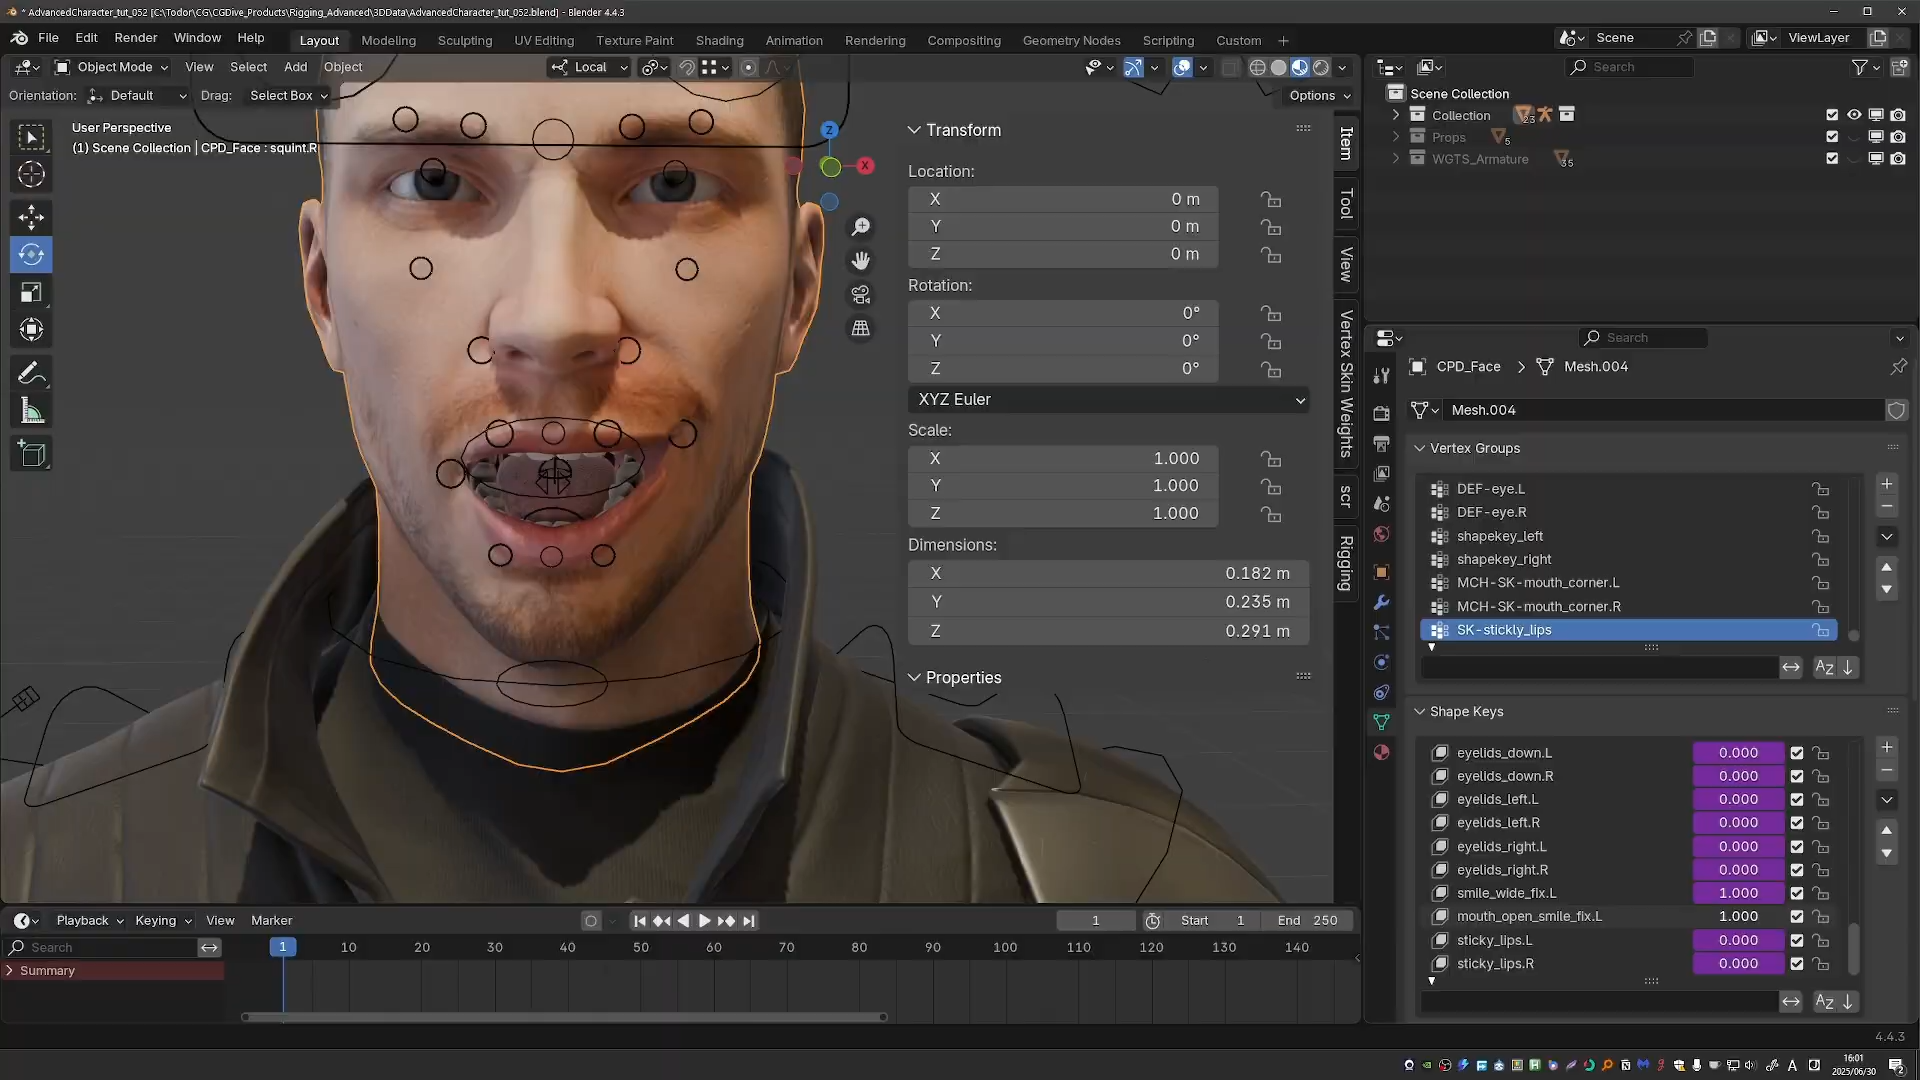 * AdvancedCharacter_tut_052 [C:\Todor\CG\CGDive_Products\Rigging_Advanced\3DData\AdvancedCharacter_tut_052.blend] - Blender 4.4.3
File Edit Render Window Help
Layout Modeling Sculpting UV Editing Texture Paint Shading Animation Rendering Compositing Geometry Nodes Scripting Custom +
Scene
ViewLayer
Object Mode View Select Add Object
Local
Orientation: Default Drag: Select Box
Options
User Perspective
(1) Scene Collection | CPD_Face : squint.R
Z
X
Transform
Location:
X 0 m
Y 0 m
Z 0 m
Rotation:
X 0°
Y 0°
Z 0°
XYZ Euler
Scale:
X 1.000
Y 1.000
Z 1.000
Dimensions:
X 0.182 m
Y 0.235 m
Z 0.291 m
Properties
Item
Tool
View
Vertex Skin Weights
scr
Rigging
Search
Scene Collection
Collection 23
Props 5
WGTS_Armature 35
Search
CPD_Face > Mesh.004
Mesh.004
Vertex Groups
DEF-eye.L
DEF-eye.R
shapekey_left
shapekey_right
MCH-SK-mouth_corner.L
MCH-SK-mouth_corner.R
SK-stickly_lips
Shape Keys
eyelids_down.L 0.000
eyelids_down.R 0.000
eyelids_left.L 0.000
eyelids_left.R 0.000
eyelids_right.L 0.000
eyelids_right.R 0.000
smile_wide_fix.L 1.000
mouth_open_smile_fix.L 1.000
sticky_lips.L 0.000
sticky_lips.R 0.000
Playback Keying View Marker
1 Start 1 End 250
Search
1 10 20 30 40 50 60 70 80 90 100 110 120 130 140
Summary
4.4.3
16:01
2025/06/30